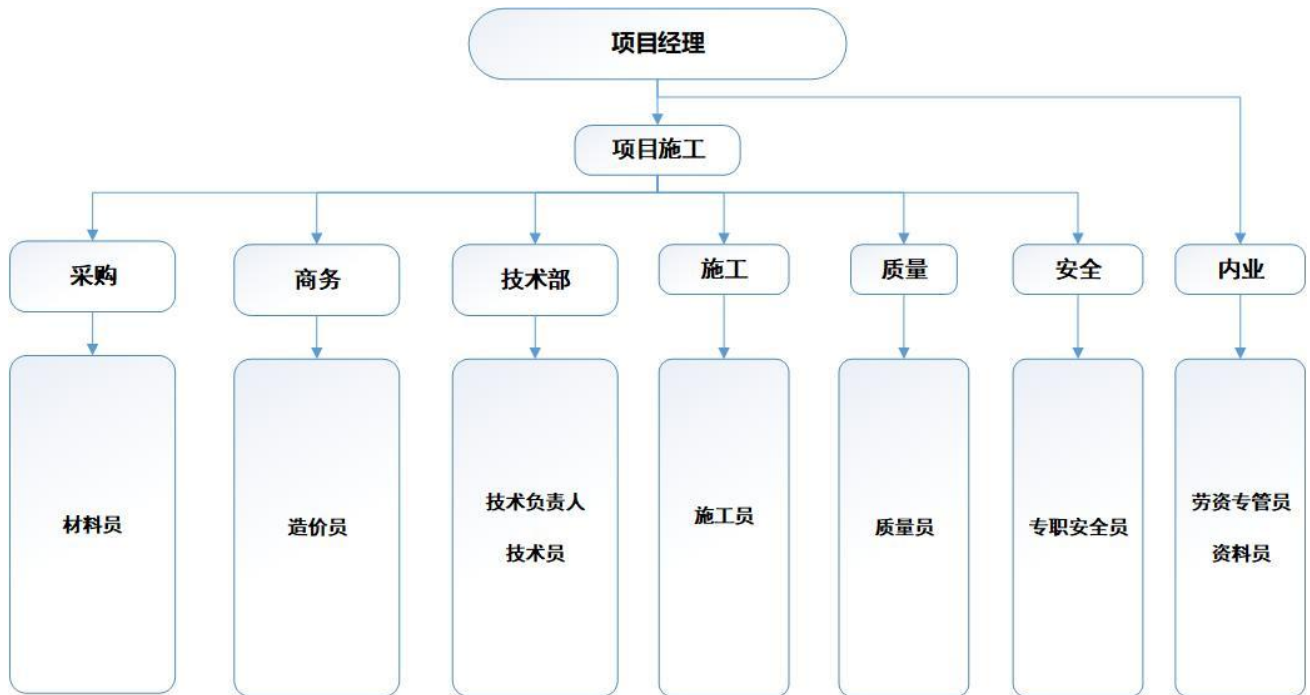 项目经理
项目施工
采购
商务
技术部
施工
质量
安全
内业
材料员
造价员
技术负责人
技术员
施工员
质量员
专职安全员
劳资专管员
资料员